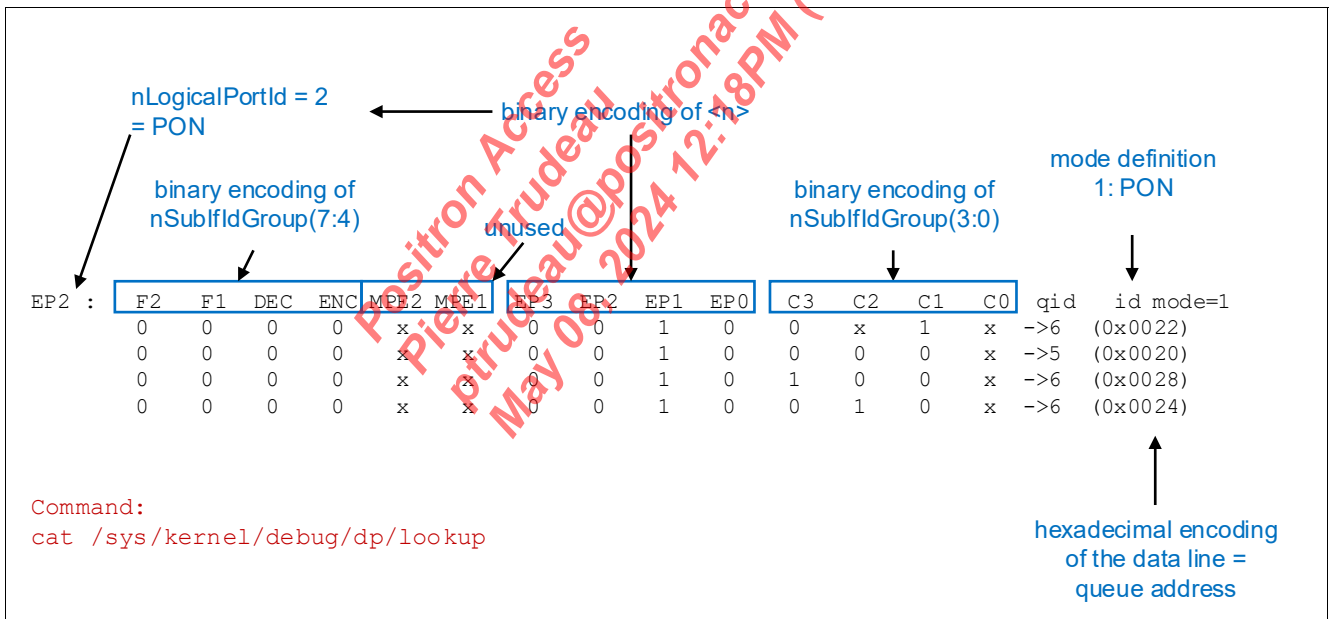 Positron Access
Pierre Trudeau
ptrudeau@positronac
May 08, 2024 12:18PM (
nLogicalPortId = 2
= PON
binary encoding of <n>
mode definition
1: PON
binary encoding of
nSubIfIdGroup(7:4)
unused
binary encoding of
nSubIfIdGroup(3:0)
EP2 : F2 F1 DEC ENC MPE2 MPE1 EP3 EP2 EP1 EP0 C3 C2 C1 C0 qid id mode=1
0 0 0 0 x x 0 0 1 0 0 x 1 x ->6 (0x0022)
0 0 0 0 x x 0 0 1 0 0 0 0 x ->5 (0x0020)
0 0 0 0 x x 0 0 1 0 1 0 0 x ->6 (0x0028)
0 0 0 0 x x 0 0 1 0 0 1 0 x ->6 (0x0024)
Command:
cat /sys/kernel/debug/dp/lookup
hexadecimal encoding
of the data line =
queue address